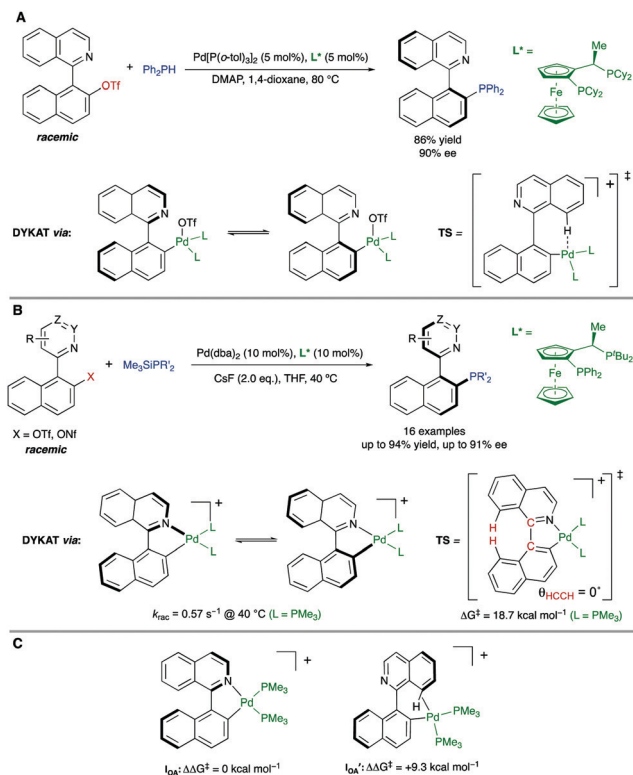 A
N
OTf
racemic
+
Ph2PH
Pd[P(o-tol)3]2 (5 mol%), L* (5 mol%)
DMAP, 1,4-dioxane, 80 ºC
N
PPh2
86% yield
90% ee
L* =
Me
PCy2
Fe
PCy2
DYKAT via:
N
OTf
Pd
L
L
N
OTf
Pd
L
L
TS =
N
H
Pd
L
L
+
‡
B
Z
Y
R
N
X
X = OTf, ONf
racemic
+
Me3SiPR'2
Pd(dba)2 (10 mol%), L* (10 mol%)
CsF (2.0 eq.), THF, 40 ºC
Z
Y
R
N
PR'2
16 examples
up to 94% yield, up to 91% ee
L* =
Me
PtBu2
Fe
PPh2
DYKAT via:
+
N
L
Pd
L
+
N
L
Pd
L
krac = 0.57 s−1 @ 40 ºC (L = PMe3)
TS =
+
‡
H
C
N
L
Pd
H
C
L
θHCCH = 0°
ΔG‡ = 18.7 kcal mol−1 (L = PMe3)
C
+
N
PMe3
Pd
PMe3
IOA: ΔΔG‡ = 0 kcal mol−1
+
N
H
Pd
PMe3
PMe3
IOA': ΔΔG‡ = +9.3 kcal mol−1